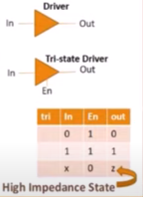 Driver
In Out
Tri-state Driver
In Out
En
tri In En out
0 1 0
1 1 1
x 0 z
High Impedance State